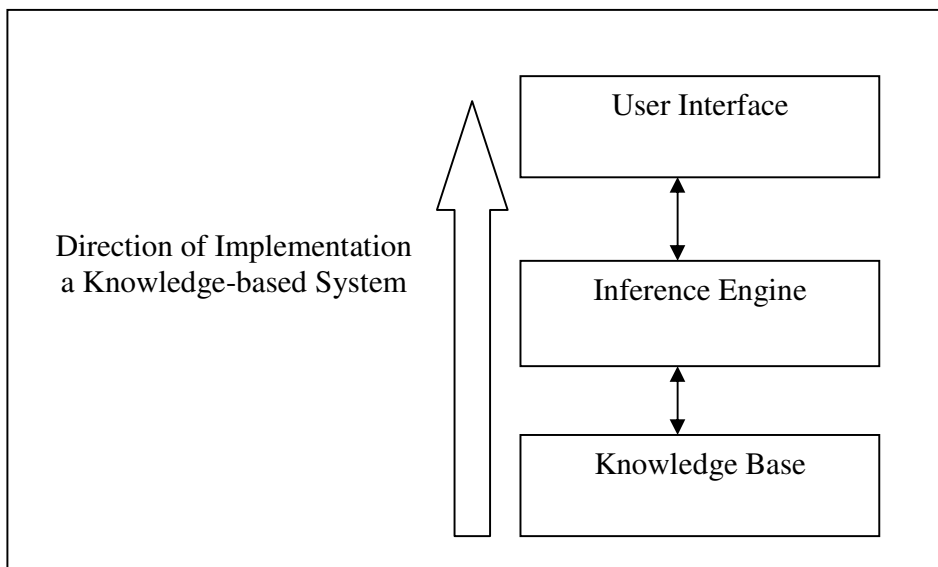 User Interface
Direction of Implementation
a Knowledge-based System
Inference Engine
Knowledge Base